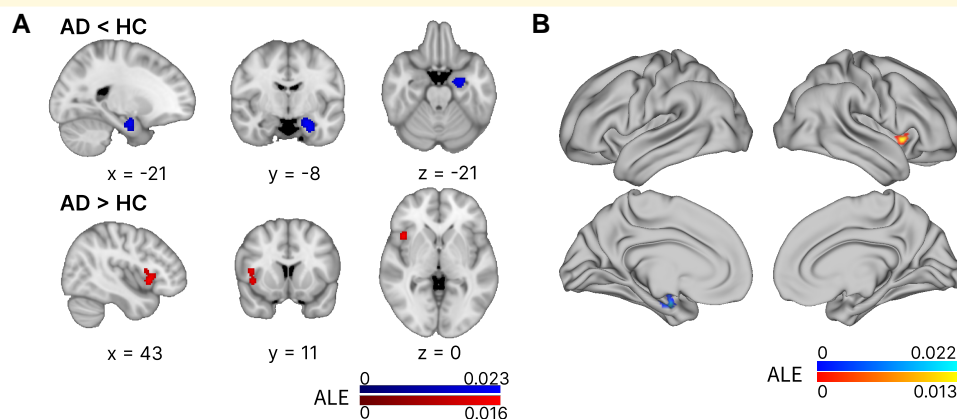 A
AD < HC
x = -21
y = -8
z = -21
AD > HC
x = 43
y = 11
z = 0
ALE
0
0.023
0
0.016
B
ALE
0
0.022
0
0.013